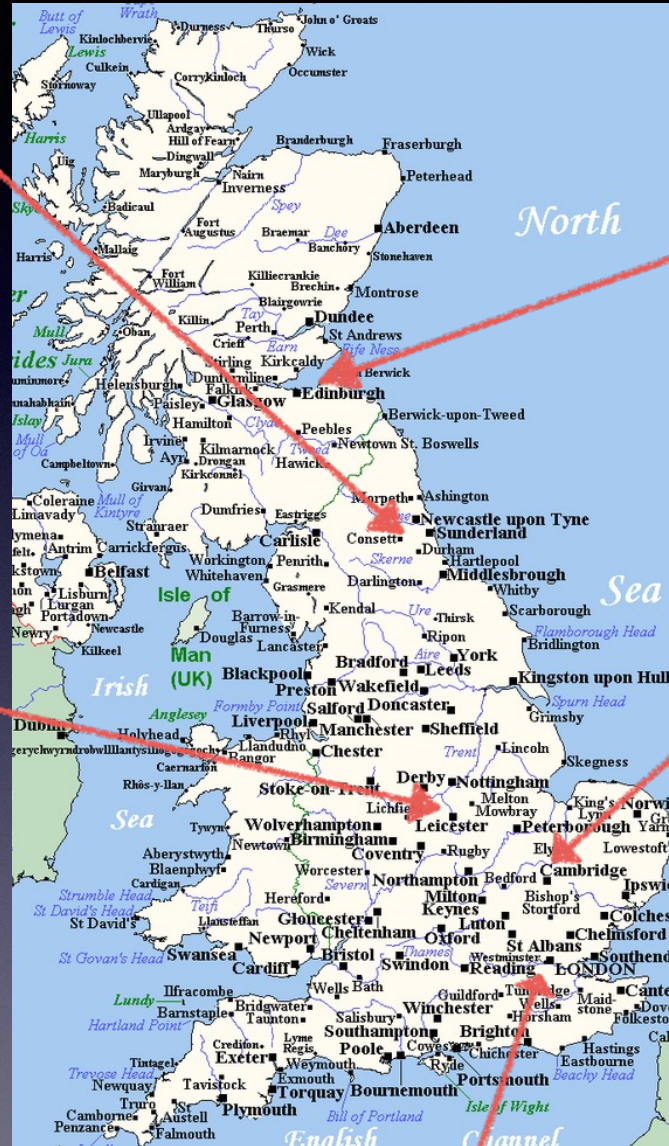 Butt of
Lewis
Cape
Wrath
Durness
Thurso
John o' Groats
Kinlochbervie
Lewis
Wick
Culkein
Occumster
Stornoway
Corrykinloch
Ullapool
Ardgay
Hill of Fearn
Harris
Dingwall
Branderburgh
Fraserburgh
Uig
Maryburgh
Nairn
Inverness
Peterhead
Skye
Badicaul
Spey
North
Fort
Augustus
Braemar
Dee
Aberdeen
Banchory
Mallaig
Stonehaven
Harris
Fort
William
Killiecrankie
Brechin
Montrose
Blairgowrie
Killin
Tay
Dundee
Mull
Oban
Perth
St Andrews
Crieff
Earn
Fife Ness
rides
Jura
Stirling
Kirkcaldy
Berwick
Helensburgh
Dunfermline
Falkirk
Edinburgh
Paisley
Glasgow
Islay
Hamilton
Clyde
Berwick-upon-Tweed
Mull
of Oa
Irvine
Peebles
Tweed
Newtown St. Boswells
Ayr
Kilmarnock
Drongan
Hawick
Campbeltown
Kirkconnel
Girvan
Morpeth
Ashington
Coleraine
Mull of
Kintyre
Limavady
Dumfries
Eastriggs
Newcastle upon Tyne
Stranraer
Carlisle
Consett
Sunderland
Antrim
Carrickfergus
Durham
Workington
Penrith
Skerne
Hartlepool
Belfast
Whitehaven
Middlesbrough
Lisburn
Isle of
Grasmere
Darlington
Whitby
Sea
Lurgan
Portadown
Newcastle
Barrow-in-
Furness
Kendal
Ure
Thirsk
Scarborough
Newry
Douglas
Ripon
Flamborough Head
Kilkeel
Man
(UK)
Lancaster
Aire
York
Bridlington
Blackpool
Bradford
Leeds
Irish
Preston
Wakefield
Kingston upon Hull
Formby Point
Salford
Doncaster
Spurn Head
Anglesey
Liverpool
Grimsby
Dublin
Holyhead
Llandudno
Rhyl
Manchester
Sheffield
Bangor
Chester
Trent
Lincoln
Caernarfon
Skegness
Rhôs-y-llan
Derby
Nottingham
Stoke-on-Trent
Melton
Mowbray
King's
Lynn
Sea
Lichfield
Tywyn
Wolverhampton
Leicester
Peterborough
Newtown
Birmingham
Lowestoft
Aberystwyth
Coventry
Rugby
Ely
Blaenplwyf
Worcester
Cambridge
Cardigan
Severn
Northampton
Bedford
Strumble Head
Hereford
Milton
Keynes
Bishop's
Stortford
St David's Head
Teifi
St David's
Llansteffan
Gloucester
Luton
Cheltenham
Newport
Oxford
St Albans
Chelmsford
St Govan's Head
Swansea
Bristol
Thames
Westminster
Cardiff
Swindon
Reading
LONDON
Wells
Bath
Lundy
Ilfracombe
Guildford
Tunbridge
Wells
Maid-
stone
Barnstaple
Bridgwater
Winchester
Hartland Point
Taunton
Salisbury
Horsham
Southampton
Crediton
Lyme
Regis
Poole
Cowes
Brighton
Tintagel
Exeter
Weymouth
Ryde
Chichester
Hastings
Trevose Head
Exmouth
Eastbourne
Newquay
Tavistock
Torquay
Bournemouth
Portsmouth
Beachy Head
Truro
St
Austell
Isle of Wight
Camborne
Plymouth
Bill of Portland
Penzance
Falmouth
English
Channel